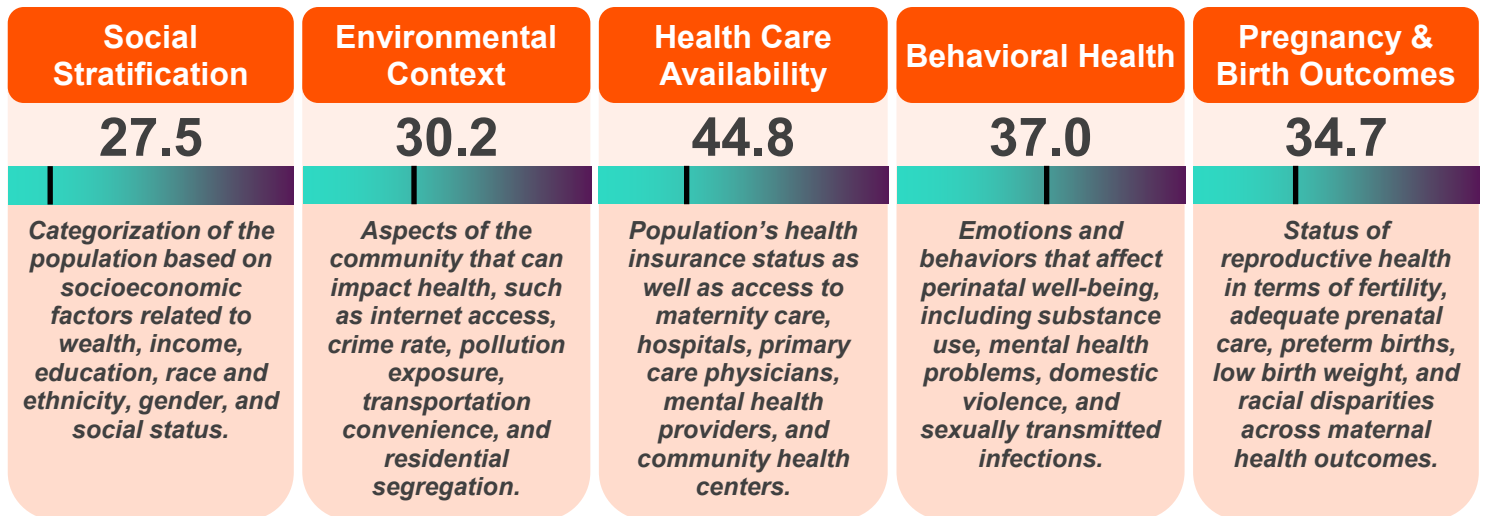 Social
Stratification
27.5
Categorization of the
population based on
socioeconomic
factors related to
wealth, income,
education, race and
ethnicity, gender, and
social status.
Environmental
Context
30.2
Aspects of the
community that can
impact health, such
as internet access,
crime rate, pollution
exposure,
transportation
convenience, and
residential
segregation.
Health Care
Availability
44.8
Population’s health
insurance status as
well as access to
maternity care,
hospitals, primary
care physicians,
mental health
providers, and
community health
centers.
Behavioral Health
37.0
Emotions and
behaviors that affect
perinatal well-being,
including substance
use, mental health
problems, domestic
violence, and
sexually transmitted
infections.
Pregnancy &
Birth Outcomes
34.7
Status of
reproductive health
in terms of fertility,
adequate prenatal
care, preterm births,
low birth weight, and
racial disparities
across maternal
health outcomes.